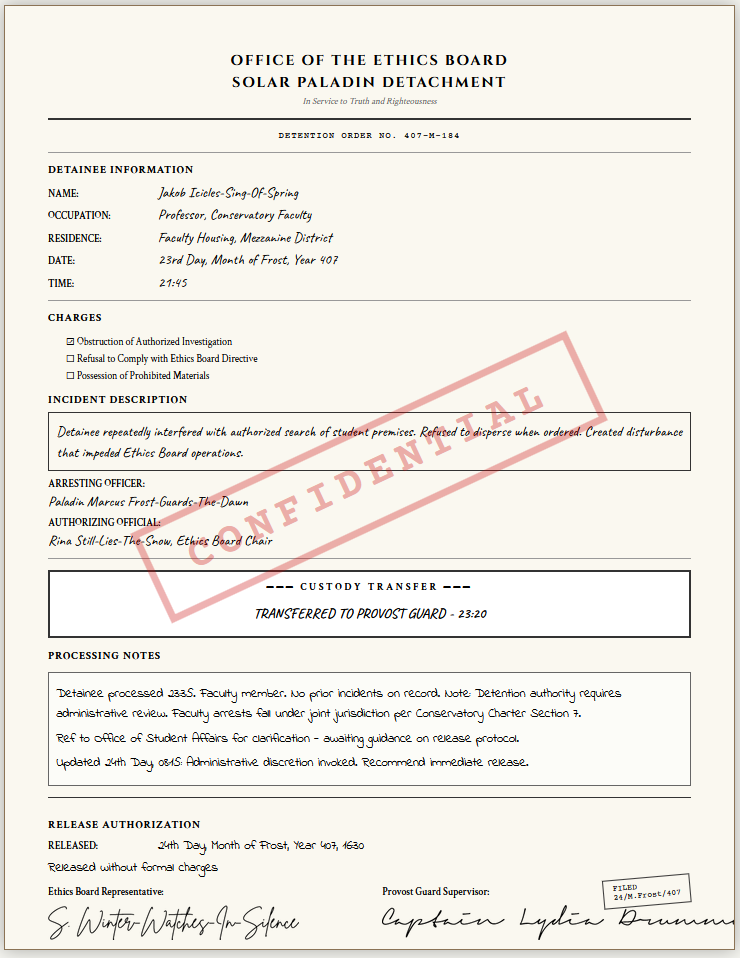 OFFICE OF THE ETHICS BOARD
SOLAR PALADIN DETACHMENT
In Service to Truth and Righteousness
DETENTION ORDER NO. 407-M-184
DETAINEE INFORMATION
NAME: Jakob Icicles-Sing-Of-Spring
OCCUPATION: Professor, Conservatory Faculty
RESIDENCE: Faculty Housing, Mezzanine District
DATE: 23rd Day, Month of Frost, Year 407
TIME: 21:45
CHARGES
☑ Obstruction of Authorized Investigation
☐ Refusal to Comply with Ethics Board Directive
☐ Possession of Prohibited Materials
INCIDENT DESCRIPTION
Detainee repeatedly interfered with authorized search of student premises. Refused to disperse when ordered. Created disturbance
that impeded Ethics Board operations.
CONFIDENTIAL
ARRESTING OFFICER:
Paladin Marcus Frost-Guards-The-Dawn
AUTHORIZING OFFICIAL:
Rina Still-Lies-The-Snow, Ethics Board Chair
——— CUSTODY TRANSFER ———
TRANSFERRED TO PROVOST GUARD - 23:20
PROCESSING NOTES
Detainee processed 2335. Faculty member. No prior incidents on record. Note: Detention authority requires
administrative review. Faculty arrests fall under joint jurisdiction per Conservatory Charter Section 7.
Ref to Office of Student Affairs for clarification - awaiting guidance on release protocol.
Updated 24th Day, 0815: Administrative discretion invoked. Recommend immediate release.
RELEASE AUTHORIZATION
RELEASED: 24th Day, Month of Frost, Year 407, 1630
Released without formal charges
Ethics Board Representative: Provost Guard Supervisor:
FILED
24/M.Frost/407
S. Winter-Watches-In-Silence Captain Lydia